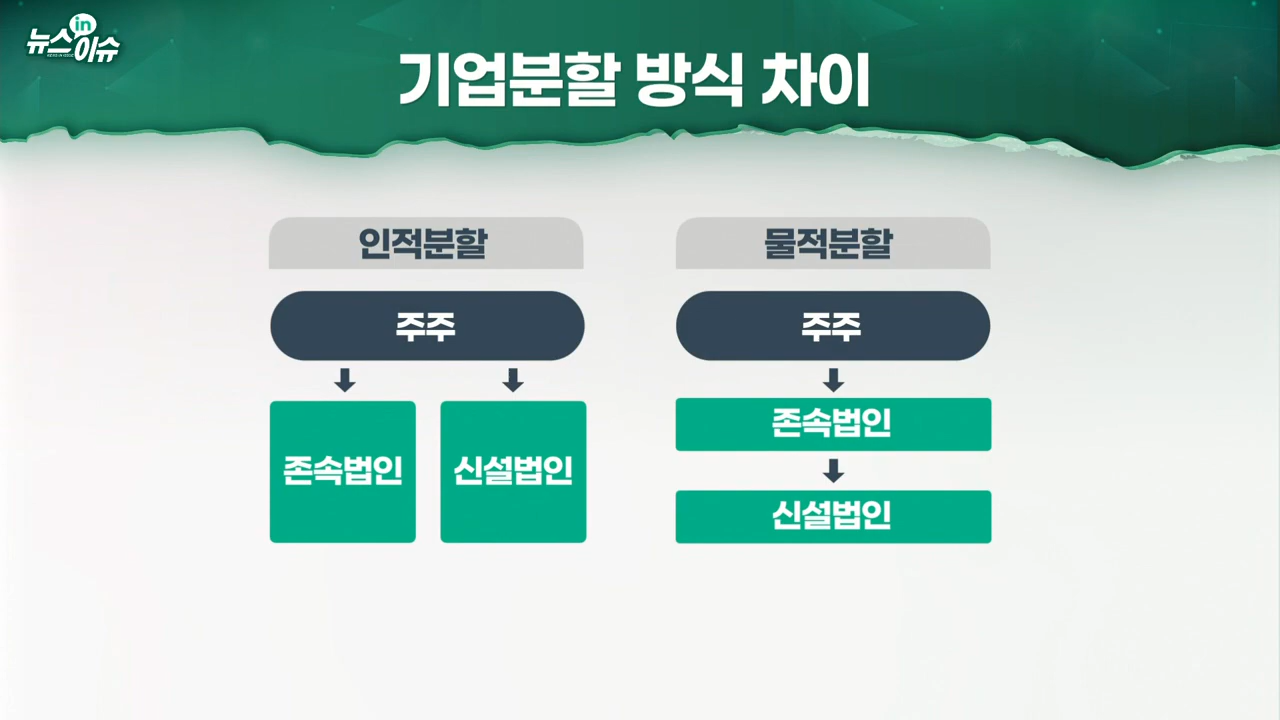 뉴스in이슈
기업분할 방식 차이
인적분할
주주
존속법인
신설법인
물적분할
주주
존속법인
신설법인